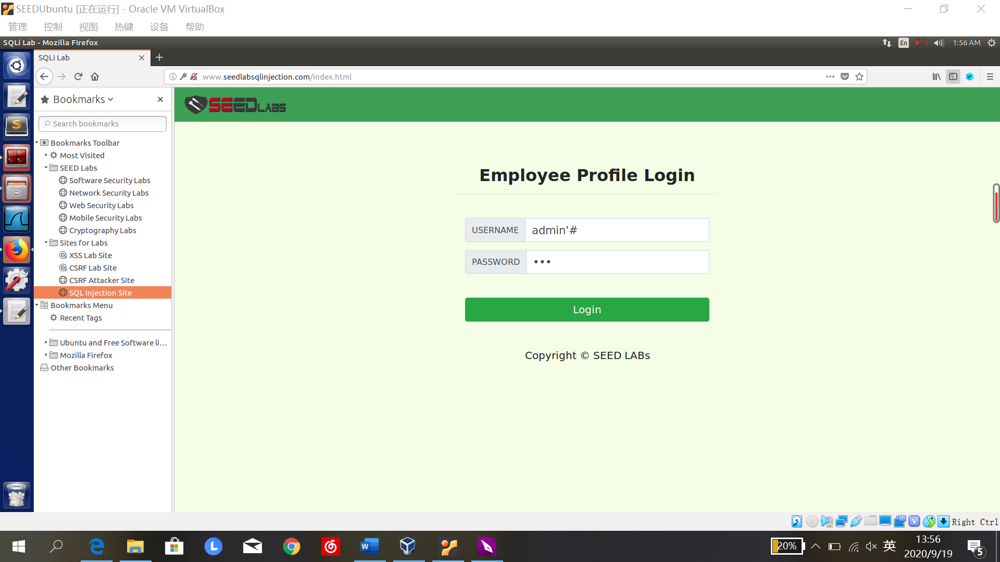 SEEDUbuntu [正在运行] - Oracle VM VirtualBox
管理 控制 视图 热键 设备 帮助
SQLi Lab - Mozilla Firefox
En 1:56 AM
SQLi Lab
www.seedlabsqlinjection.com/index.html
Bookmarks
Search bookmarks
Bookmarks Toolbar
Most Visited
SEED Labs
Software Security Labs
Network Security Labs
Web Security Labs
Mobile Security Labs
Cryptography Labs
Sites for Labs
XSS Lab Site
CSRF Lab Site
CSRF Attacker Site
SQL Injection Site
Bookmarks Menu
Recent Tags
Ubuntu and Free Software li...
Mozilla Firefox
Other Bookmarks
SEEDLABS
Employee Profile Login
USERNAME admin'#
PASSWORD •••
Login
Copyright © SEED LABs
Right Ctrl
20%
英
13:56
2020/9/19
5